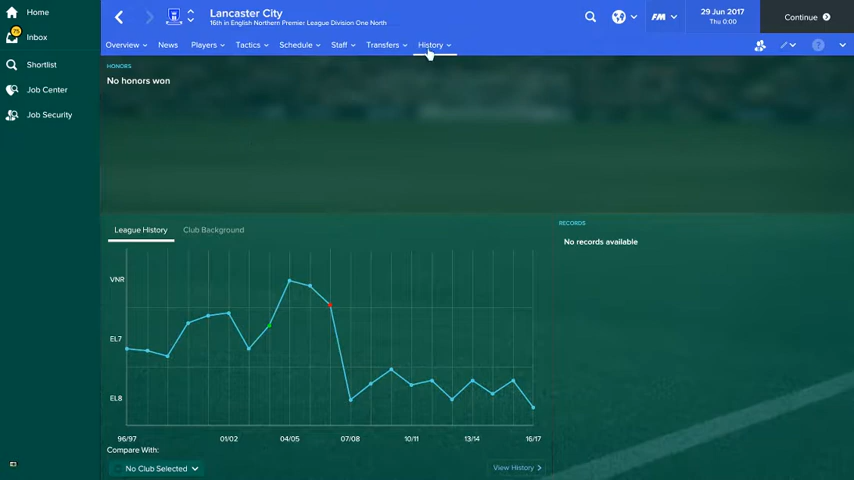 Home
75
Inbox
Shortlist
Job Center
Job Security
Lancaster City
16th in English Northern Premier League Division One North
FM
29 Jun 2017
Thu 0:00
Continue
Overview
News
Players
Tactics
Schedule
Staff
Transfers
History
?
HONORS
No honors won
League History
Club Background
VNR
EL7
EL8
96/97
01/02
04/05
07/08
10/11
13/14
16/17
Compare With:
No Club Selected
View History
RECORDS
No records available